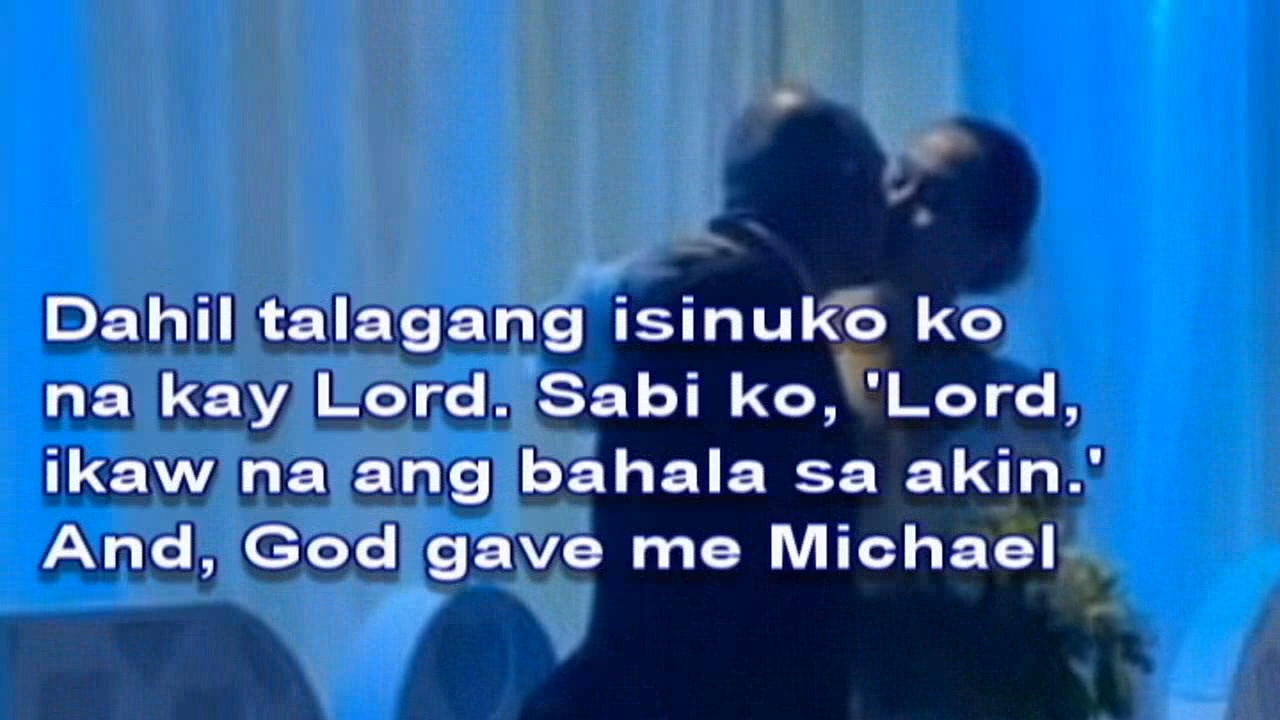 Dahil talagang isinuko ko
na kay Lord. Sabi ko, 'Lord,
ikaw na ang bahala sa akin.'
And, God gave me Michael